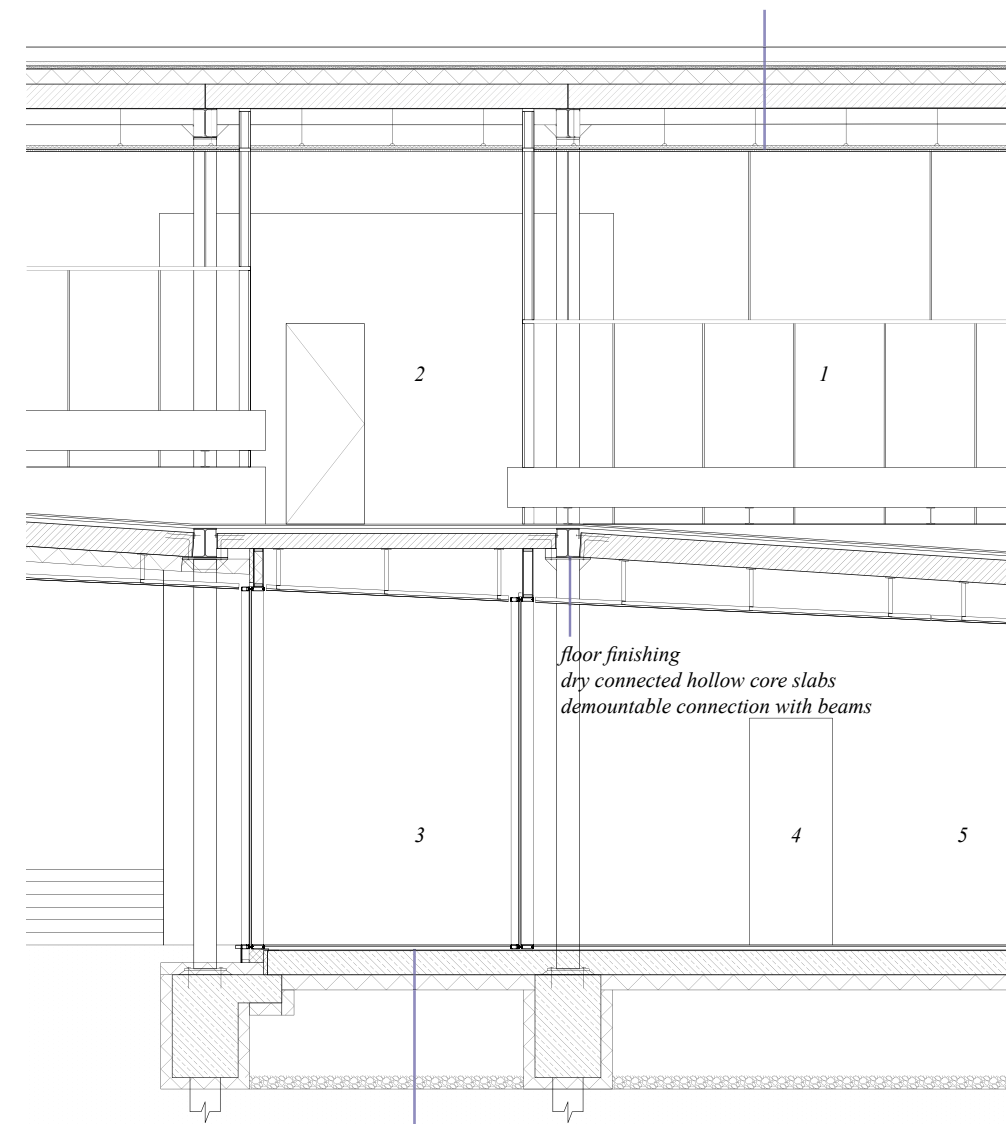 2
1
floor finishing
dry connected hollow core slabs
demountable connection with beams
3
4
5